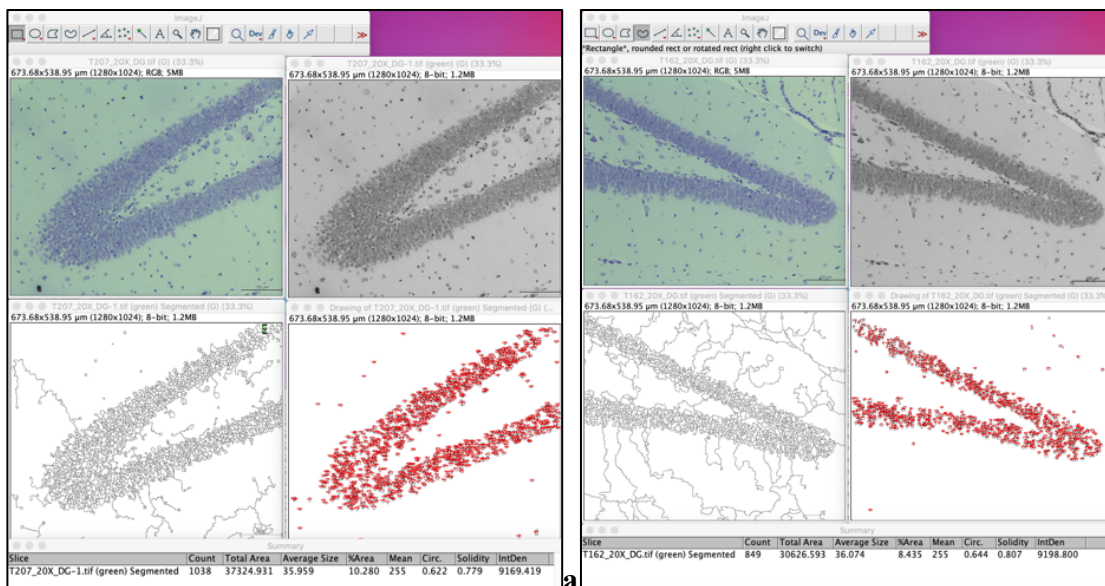 ImageJ
A
Dev
T207_20X_DG.tif (33.3%)
T207_20X_DG-1.tif (green) (G) (33.3%)
673.68x538.95 µm (1280x1024); RGB; 5MB
673.68x538.95 µm (1280x1024); 8-bit; 1.2MB
T207_20X_DG-1.tif (green) Segmented (G) (33.3%)
Drawing of T207_20X_DG-1.tif (green) Segmented (G) (...
673.68x538.95 µm (1280x1024); 8-bit; 1.2MB
673.68x538.95 µm (1280x1024); 8-bit; 1.2MB
Summary
Slice Count Total Area Average Size %Area Mean Circ. Solidity IntDen
T207_20X_DG-1.tif (green) Segmented 1038 37324.931 35.959 10.280 255 0.622 0.779 9169.419
a
ImageJ
A
Dev
*Rectangle*, rounded rect or rotated rect (right click to switch)
T162_20X_DG.tif (G) (33.3%)
T162_20X_DG.tif (green) (G) (33.3%)
673.68x538.95 µm (1280x1024); RGB; 5MB
673.68x538.95 µm (1280x1024); 8-bit; 1.2MB
T162_20X_DG.tif (green) Segmented (G) (33.3%)
Drawing of T162_20X_DG.tif (green) Segmented (G) (33.3%)
673.68x538.95 µm (1280x1024); 8-bit; 1.2MB
673.68x538.95 µm (1280x1024); 8-bit; 1.2MB
Summary
Slice Count Total Area Average Size %Area Mean Circ. Solidity IntDen
T162_20X_DG.tif (green) Segmented 849 30626.593 36.074 8.435 255 0.644 0.807 9198.800